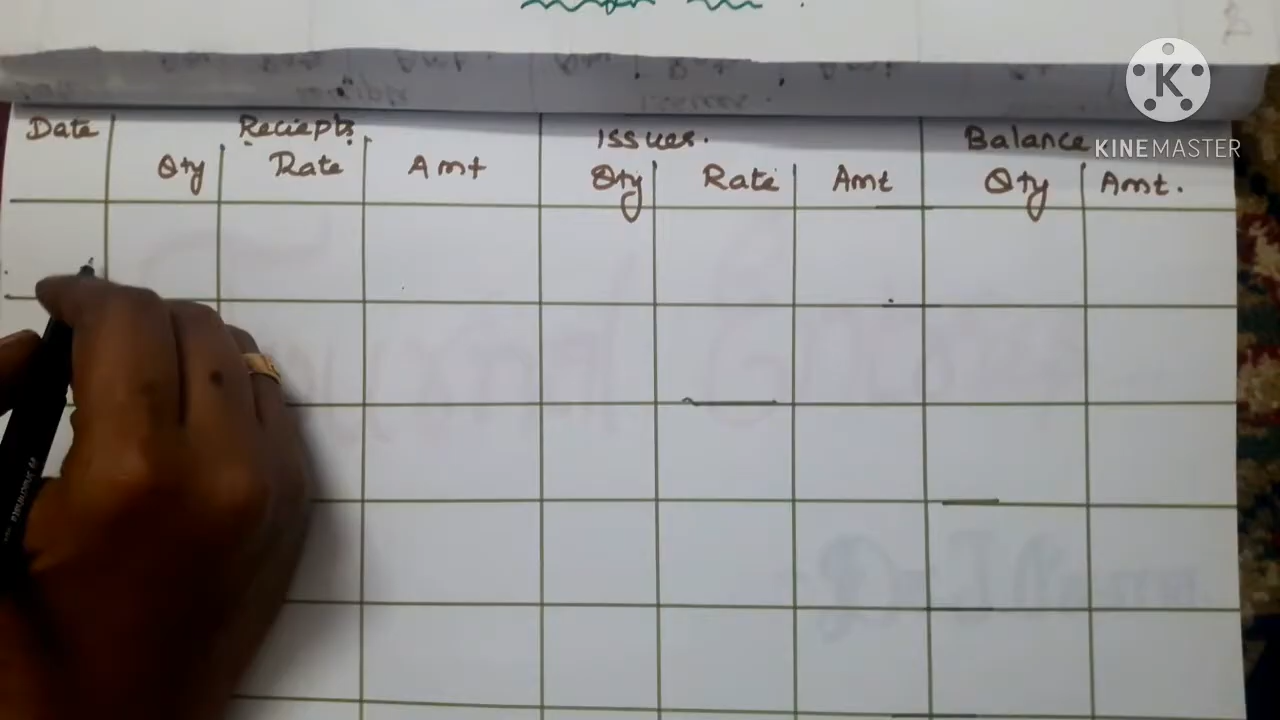 Date Reciepts Issues. Balance
Qty Rate Amt Qty Rate Amt Qty Amt.
K
KINEMASTER